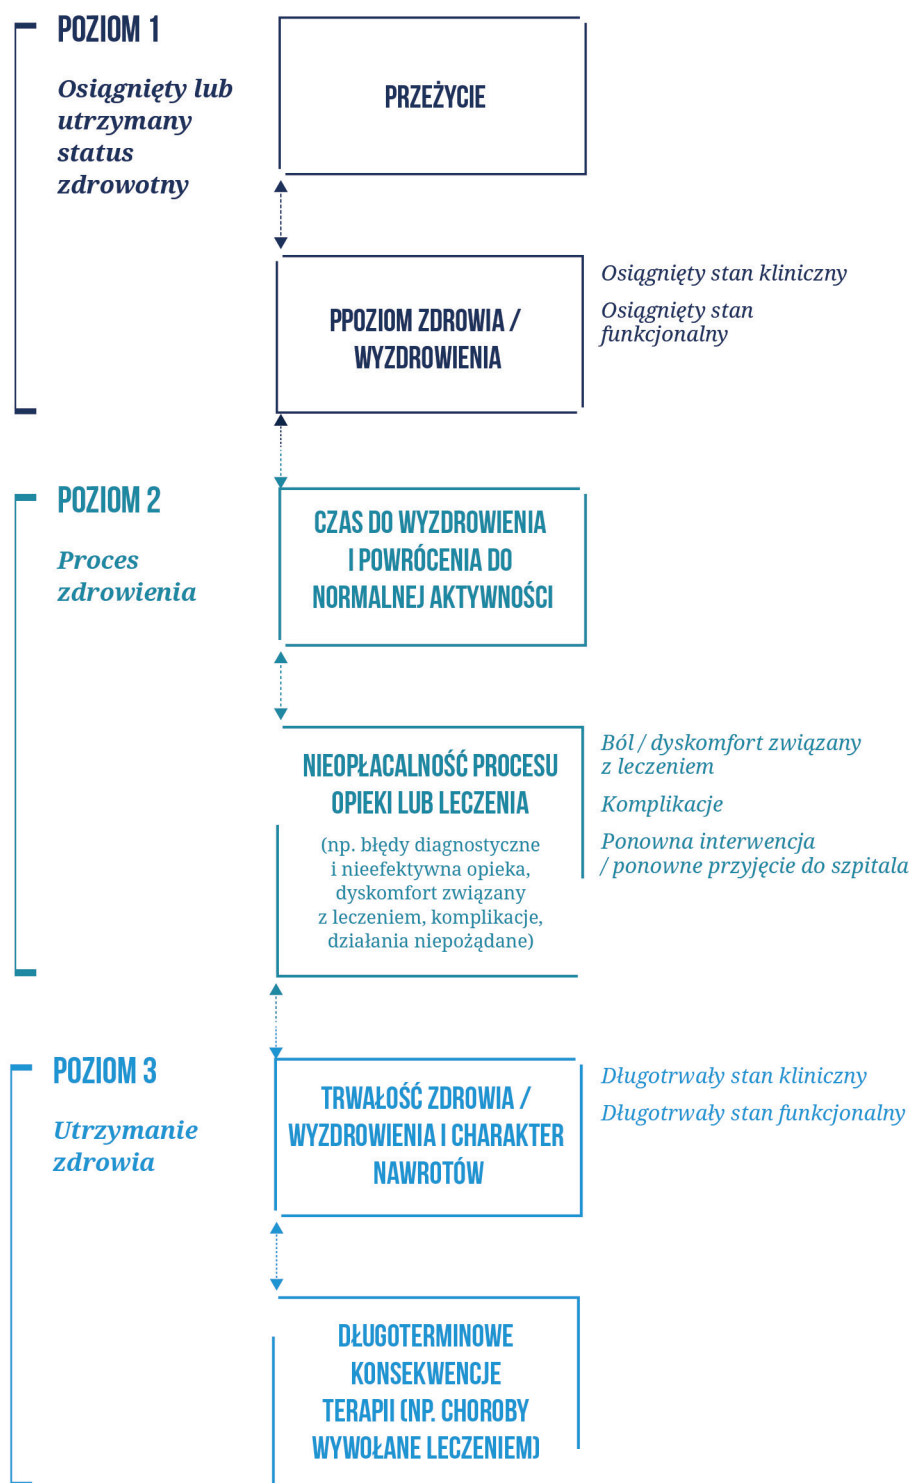 POZIOM 1
Osiągnięty lub
utrzymany
status
zdrowotny
PRZEŻYCIE
PPOZIOM ZDROWIA /
WYZDROWIENIA
Osiągnięty stan kliniczny
Osiągnięty stan
funkcjonalny
POZIOM 2
Proces
zdrowienia
CZAS DO WYZDROWIENIA
I POWRÓCENIA DO
NORMALNEJ AKTYWNOŚCI
NIEOPŁACALNOŚĆ PROCESU
OPIEKI LUB LECZENIA
(np. błędy diagnostyczne
i nieefektywna opieka,
dyskomfort związany
z leczeniem, komplikacje,
działania niepożądane)
Ból / dyskomfort związany
z leczeniem
Komplikacje
Ponowna interwencja
/ ponowne przyjęcie do szpitala
POZIOM 3
Utrzymanie
zdrowia
TRWAŁOŚĆ ZDROWIA /
WYZDROWIENIA I CHARAKTER
NAWROTÓW
Długotrwały stan kliniczny
Długotrwały stan funkcjonalny
DŁUGOTERMINOWE
KONSEKWENCJE
TERAPII (NP. CHOROBY
WYWOŁANE LECZENIEM)